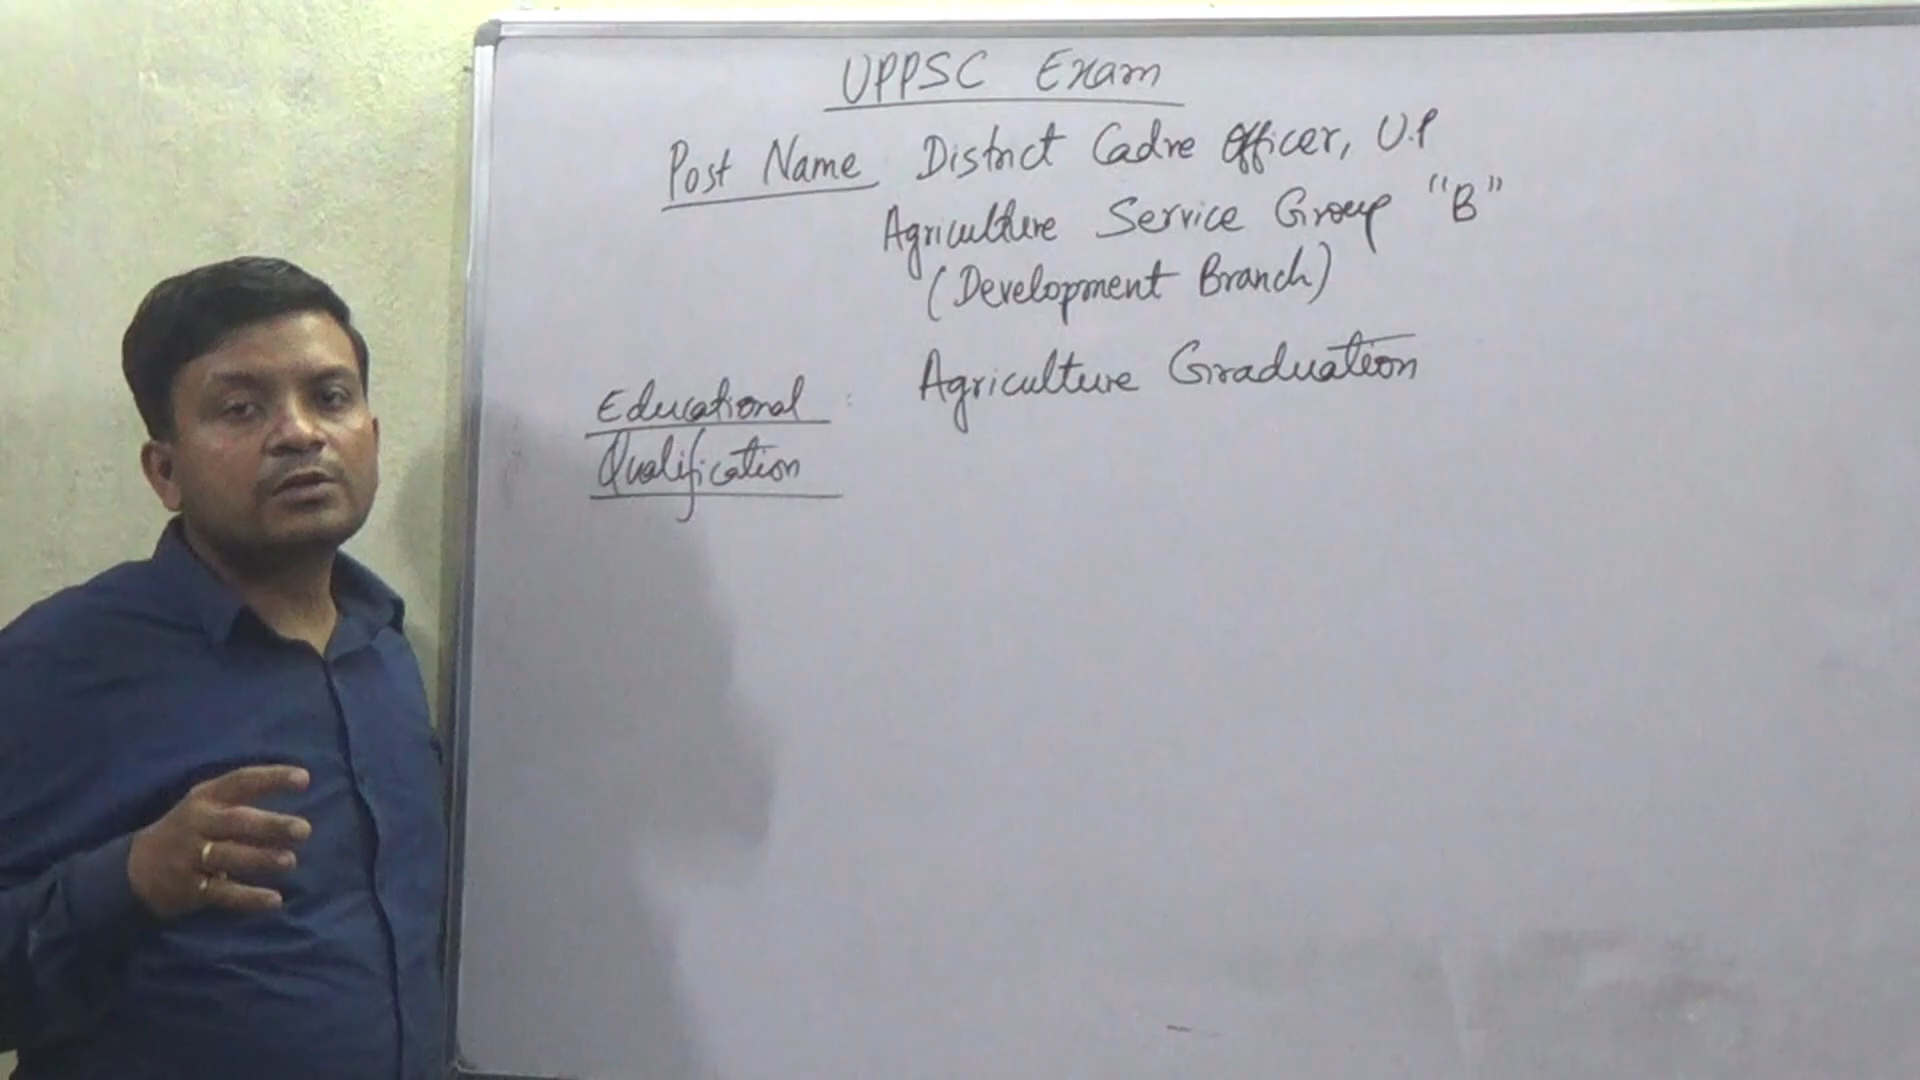 UPPSC Exam
Post Name District Cadre Officer, U.P
Agriculture Service Group "B"
(Development Branch)
Educational : Agriculture Graduation
Qualification